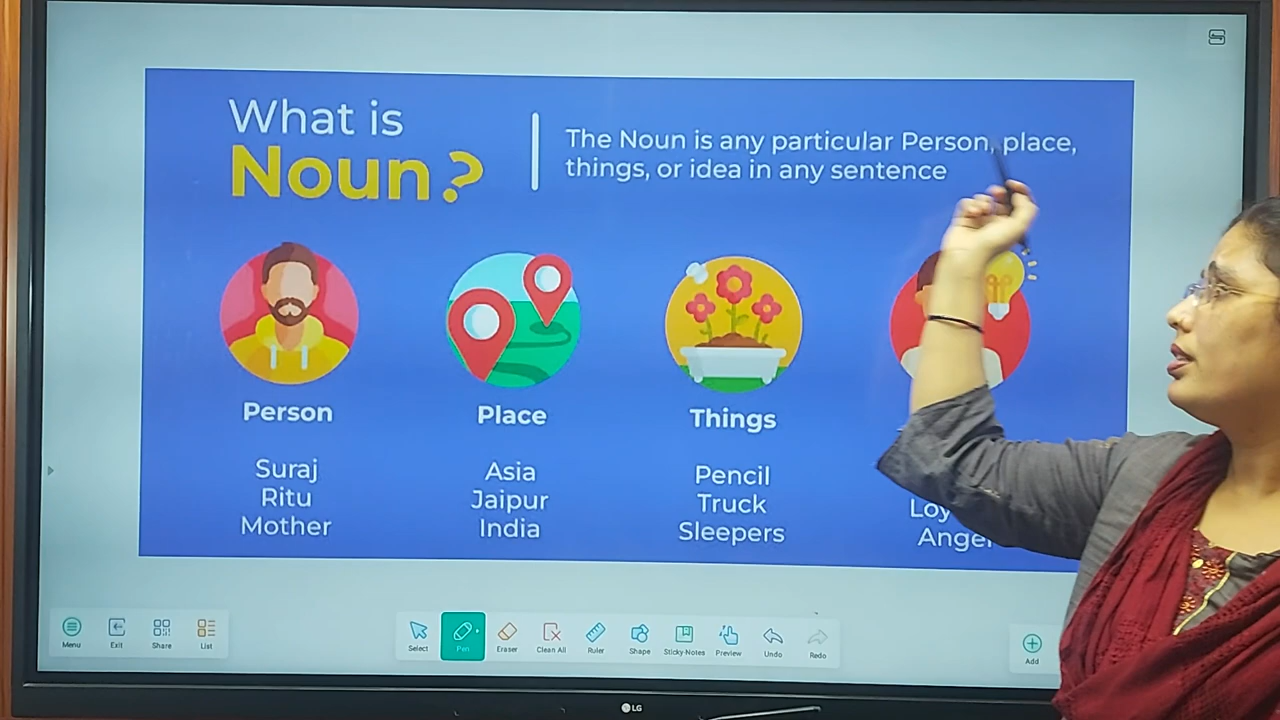 What is
Noun?
The Noun is any particular Person, place,
things, or idea in any sentence
Person
Place
Things
Suraj
Ritu
Mother
Asia
Jaipur
India
Pencil
Truck
Sleepers
Menu
Exit
Share
List
Select
Pen
Eraser
Clean All
Ruler
Shape
Sticky-Notes
Preview
Undo
Redo
Add
LG